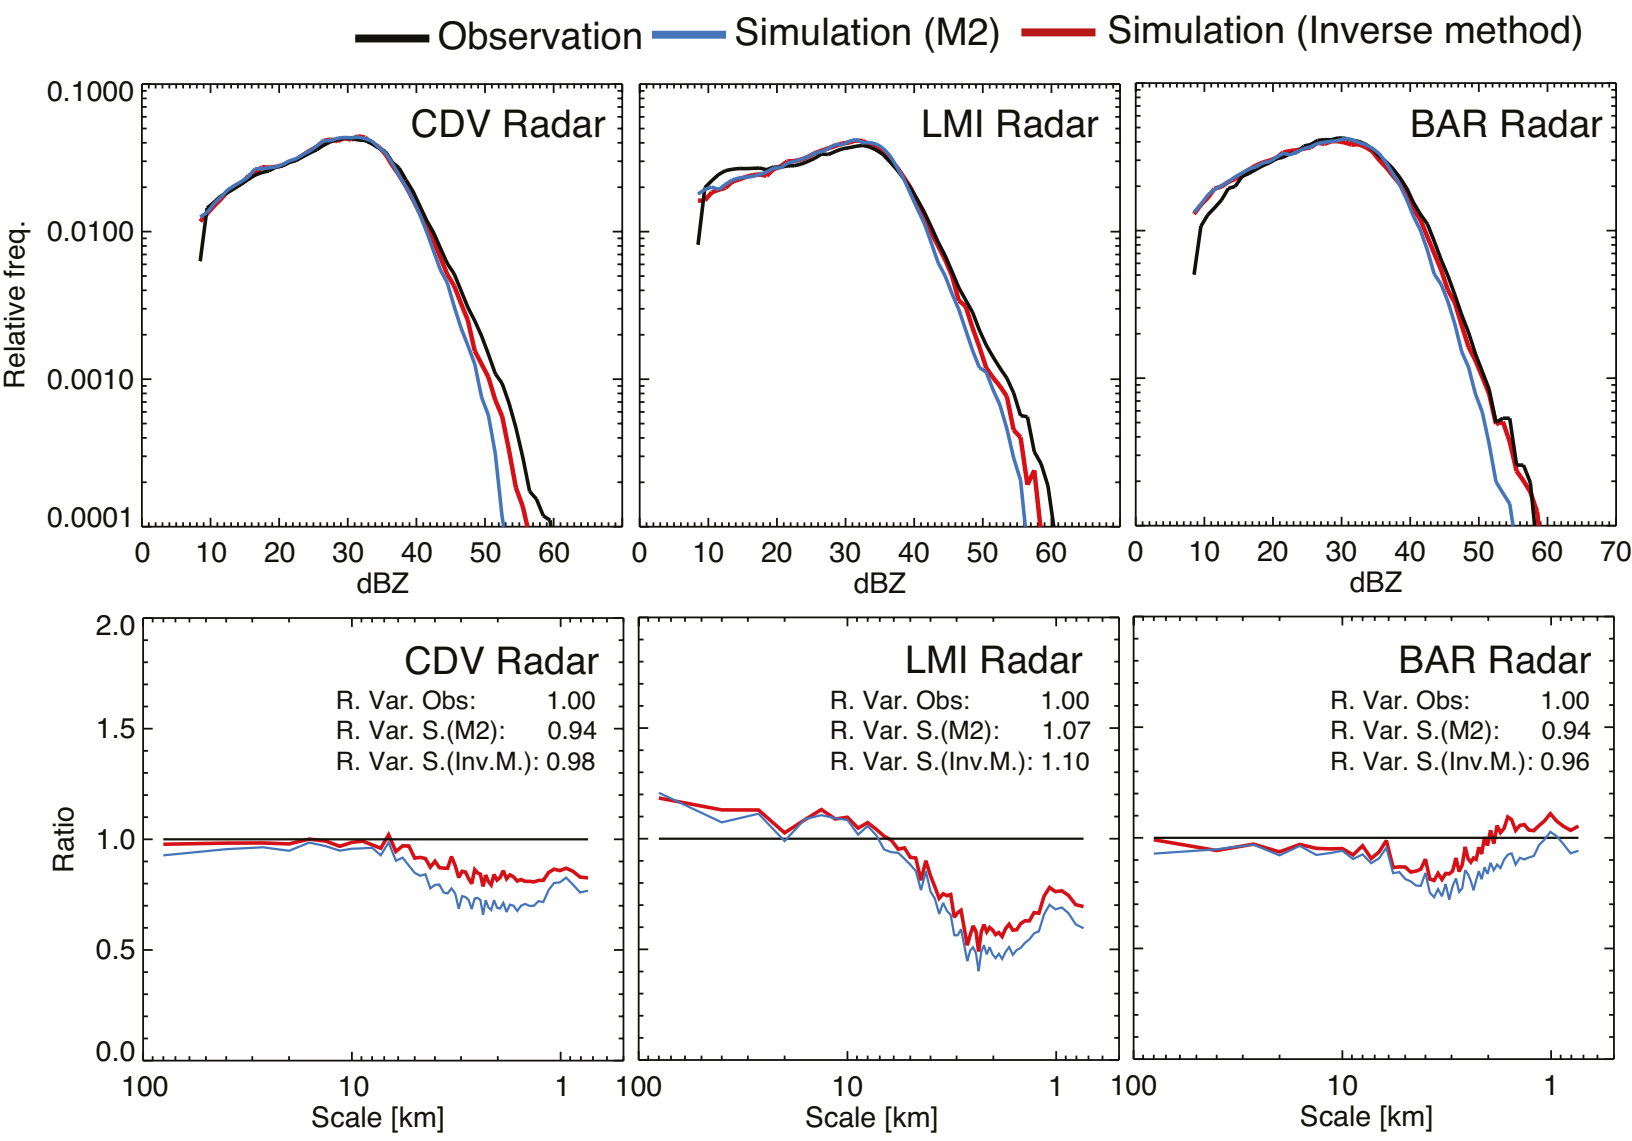 Observation Simulation (M2) Simulation (Inverse method)
CDV Radar
LMI Radar
BAR Radar
Relative freq.
0.1000
0.0100
0.0010
0.0001
0 10 20 30 40 50 60
dBZ
0 10 20 30 40 50 60
dBZ
0 10 20 30 40 50 60 70
dBZ
Ratio
2.0
1.5
1.0
0.5
0.0
CDV Radar
R. Var. Obs: 1.00
R. Var. S.(M2): 0.94
R. Var. S.(Inv.M.): 0.98
LMI Radar
R. Var. Obs: 1.00
R. Var. S.(M2): 1.07
R. Var. S.(Inv.M.): 1.10
BAR Radar
R. Var. Obs: 1.00
R. Var. S.(M2): 0.94
R. Var. S.(Inv.M.): 0.96
100 10 1
Scale [km]
100 10 1
Scale [km]
100 10 1
Scale [km]